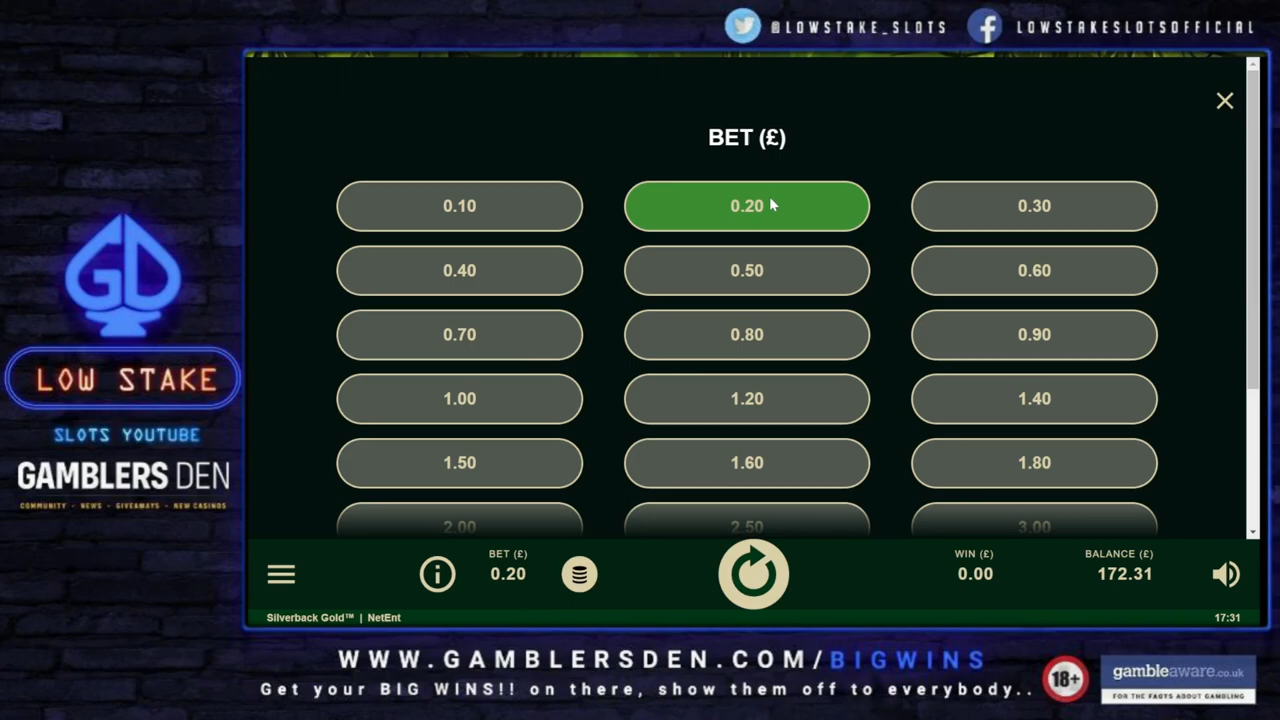 @LOWSTAKE_SLOTS
LOWSTAKESLOTSOFFICIAL
BET (£)
0.10 0.20 0.30
0.40 0.50 0.60
0.70 0.80 0.90
1.00 1.20 1.40
1.50 1.60 1.80
2.00 2.50 3.00
GD
LOW STAKE
SLOTS YOUTUBE
GAMBLERS DEN
COMMUNITY - NEWS - GIVEAWAYS - NEW CASINOS
BET (£)
0.20
WIN (£)
0.00
BALANCE (£)
172.31
Silverback Gold™ | NetEnt
17:31
WWW.GAMBLERSDEN.COM/BIGWINS
Get your BIG WINS!! on there, show them off to everybody..
18+
gambleaware.co.uk
FOR THE FACTS ABOUT GAMBLING